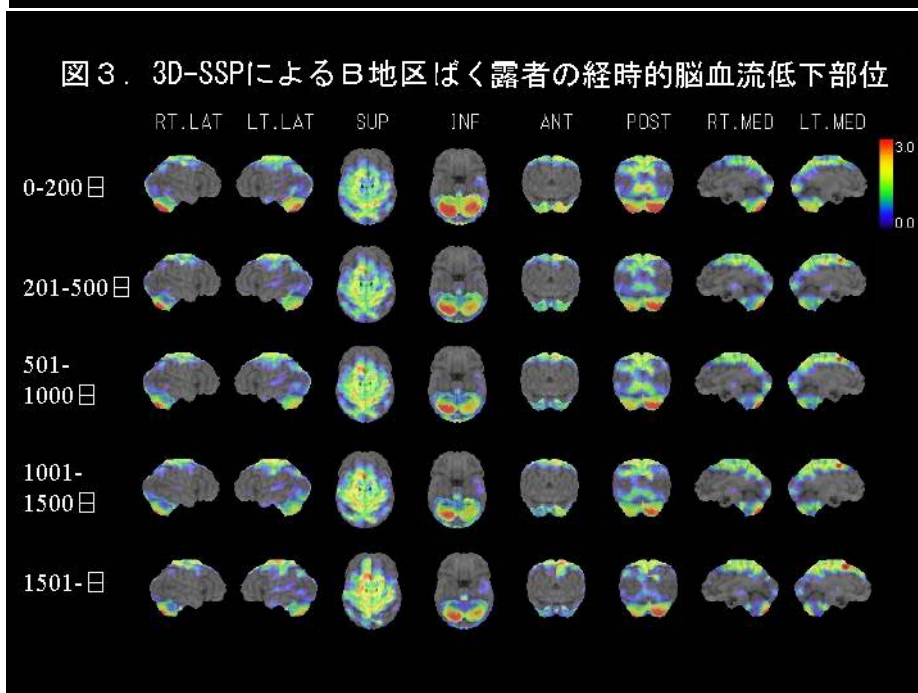 図３．3D-SSPによるＢ地区ばく露者の経時的脳血流低下部位
RT.LAT LT.LAT SUP INF ANT POST RT.MED LT.MED
3.0
0.0
0-200日
201-500日
501-
1000日
1001-
1500日
1501-日